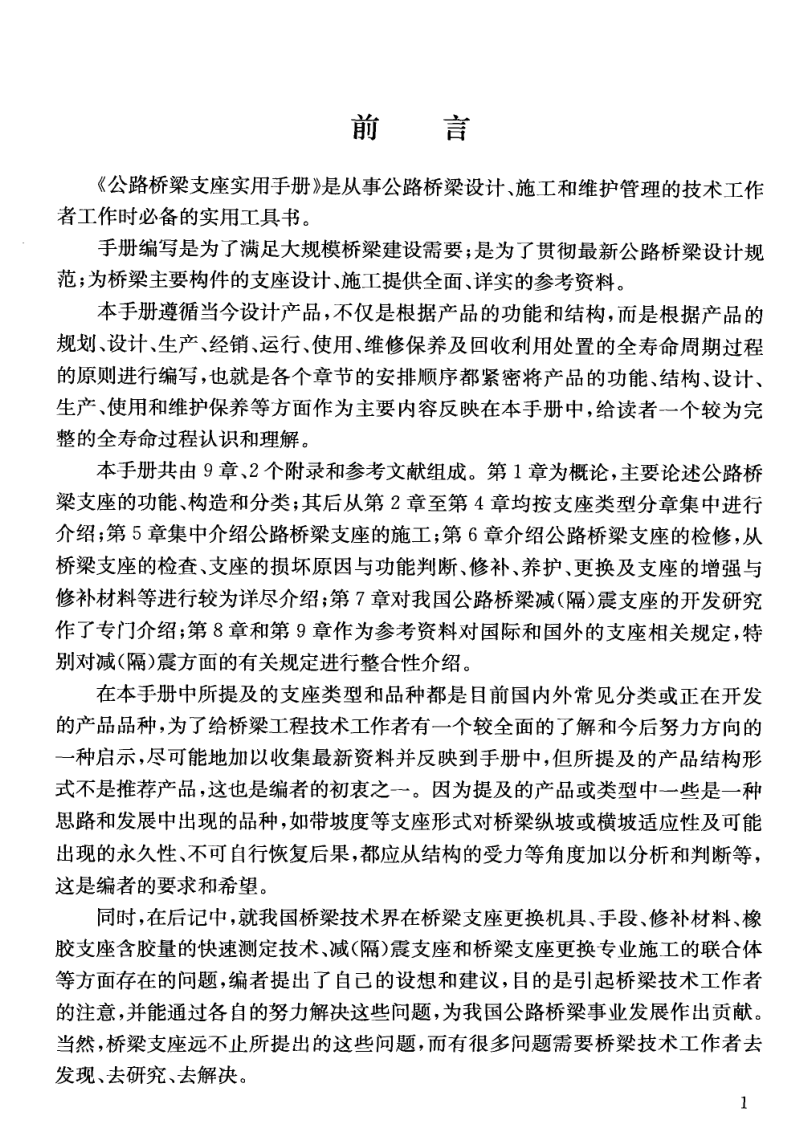 前 言
《公路桥梁支座实用手册》是从事公路桥梁设计、施工和维护管理的技术工作
者工作时必备的实用工具书。
手册编写是为了满足大规模桥梁建设需要;是为了贯彻最新公路桥梁设计规
范;为桥梁主要构件的支座设计、施工提供全面、详实的参考资料。
本手册遵循当今设计产品,不仅是根据产品的功能和结构,而是根据产品的
规划、设计、生产、经销、运行、使用、维修保养及回收利用处置的全寿命周期过程
的原则进行编写,也就是各个章节的安排顺序都紧密将产品的功能、结构、设计、
生产、使用和维护保养等方面作为主要内容反映在本手册中,给读者一个较为完
整的全寿命过程认识和理解。
本手册共由 9 章、2 个附录和参考文献组成。第 1 章为概论,主要论述公路桥
梁支座的功能、构造和分类;其后从第 2 章至第 4 章均按支座类型分章集中进行
介绍;第 5 章集中介绍公路桥梁支座的施工;第 6 章介绍公路桥梁支座的检修,从
桥梁支座的检查、支座的损坏原因与功能判断、修补、养护、更换及支座的增强与
修补材料等进行较为详尽介绍;第 7 章对我国公路桥梁减(隔)震支座的开发研究
作了专门介绍;第 8 章和第 9 章作为参考资料对国际和国外的支座相关规定,特
别对减(隔)震方面的有关规定进行整合性介绍。
在本手册中所提及的支座类型和品种都是目前国内外常见分类或正在开发
的产品品种,为了给桥梁工程技术工作者有一个较全面的了解和今后努力方向的
一种启示,尽可能地加以收集最新资料并反映到手册中,但所提及的产品结构形
式不是推荐产品,这也是编者的初衷之一。因为提及的产品或类型中一些是一种
思路和发展中出现的品种,如带坡度等支座形式对桥梁纵坡或横坡适应性及可能
出现的永久性、不可自行恢复后果,都应从结构的受力等角度加以分析和判断等,
这是编者的要求和希望。
同时,在后记中,就我国桥梁技术界在桥梁支座更换机具、手段、修补材料、橡
胶支座含胶量的快速测定技术、减(隔)震支座和桥梁支座更换专业施工的联合体
等方面存在的问题,编者提出了自己的设想和建议,目的是引起桥梁技术工作者
的注意,并能通过各自的努力解决这些问题,为我国公路桥梁事业发展作出贡献。
当然,桥梁支座远不止所提出的这些问题,而有很多问题需要桥梁技术工作者去
发现、去研究、去解决。
1